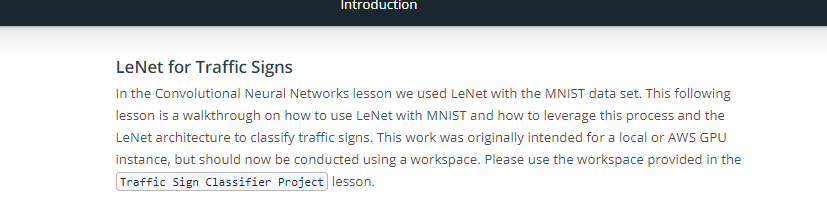 Introduction
LeNet for Traffic Signs
In the Convolutional Neural Networks lesson we used LeNet with the MNIST data set. This following
lesson is a walkthrough on how to use LeNet with MNIST and how to leverage this process and the
LeNet architecture to classify traffic signs. This work was originally intended for a local or AWS GPU
instance, but should now be conducted using a workspace. Please use the workspace provided in the
Traffic Sign Classifier Project lesson.